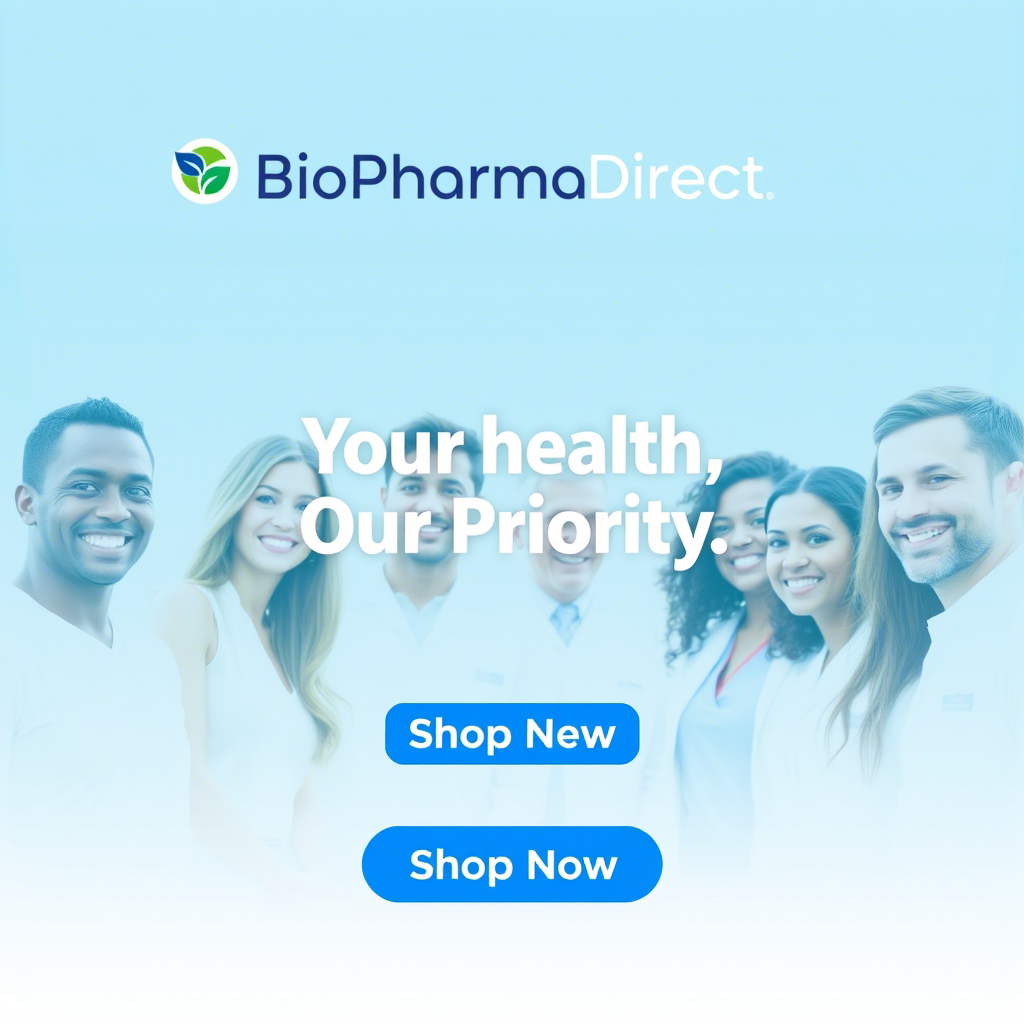 BioPharmaDirect.
Your health,
Our Priority.
Shop New
Shop Now